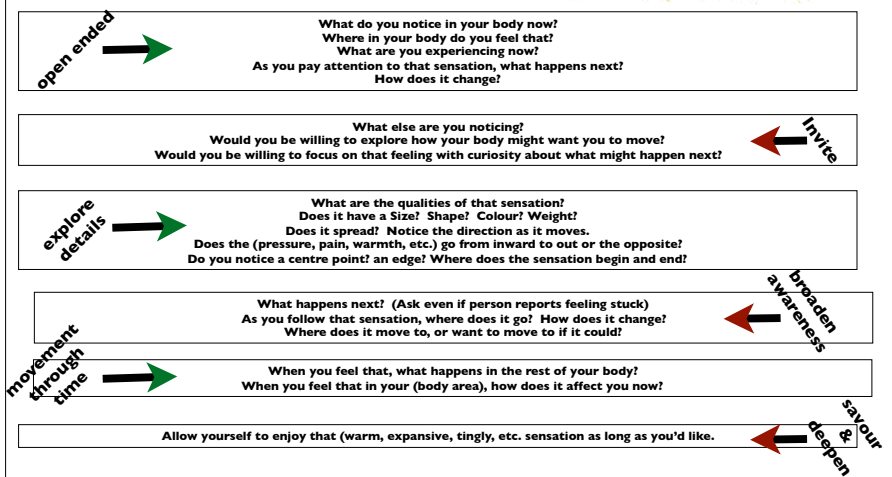 open ended
What do you notice in your body now?
Where in your body do you feel that?
What are you experiencing now?
As you pay attention to that sensation, what happens next?
How does it change?
What else are you noticing?
Would you be willing to explore how your body might want you to move?
Would you be willing to focus on that feeling with curiosity about what might happen next?
Invite
explore
details
What are the qualities of that sensation?
Does it have a Size?  Shape?  Colour? Weight?
Does it spread?  Notice the direction as it moves.
Does the (pressure, pain, warmth, etc.) go from inward to out or the opposite?
Do you notice a centre point? an edge? Where does the sensation begin and end?
What happens next?  (Ask even if person reports feeling stuck)
As you follow that sensation, where does it go?  How does it change?
Where does it move to, or want to move to if it could?
broaden
awareness
movement
through
time
When you feel that, what happens in the rest of your body?
When you feel that in your (body area), how does it affect you now?
Allow yourself to enjoy that (warm, expansive, tingly, etc. sensation as long as you'd like.
savour
&
deepen